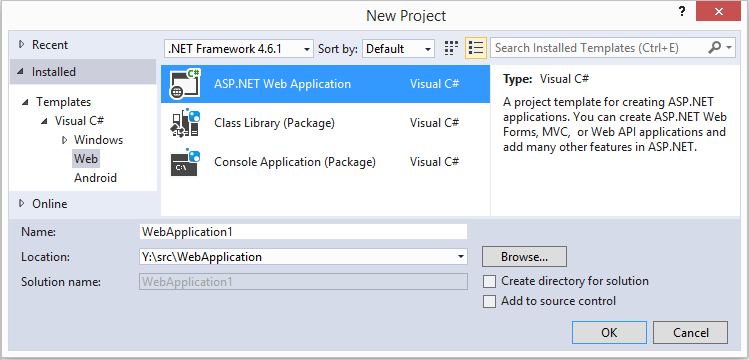 New Project
Recent
.NET Framework 4.6.1 Sort by: Default Search Installed Templates (Ctrl+E)
Installed
Templates
Visual C#
Windows
Web
Android
Online
C#
ASP.NET Web Application Visual C#
Class Library (Package) Visual C#
C:\
Console Application (Package) Visual C#
Type: Visual C#
A project template for creating ASP.NET
applications. You can create ASP.NET Web
Forms, MVC, or Web API applications and
add many other features in ASP.NET.
Name: WebApplication1
Location: Y:\src\WebApplication Browse...
Solution name: WebApplication1
Create directory for solution
Add to source control
OK Cancel